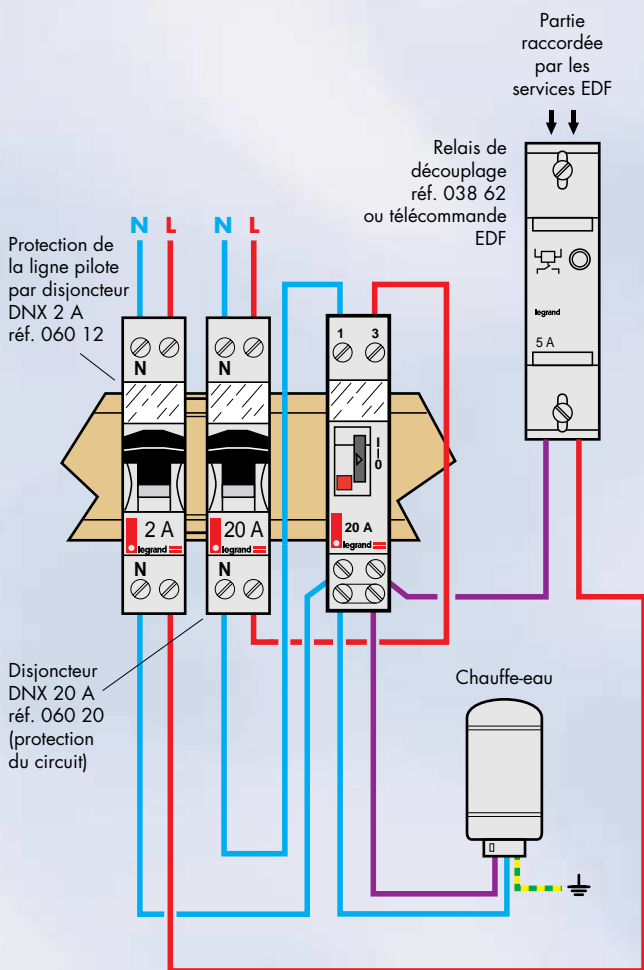 Partie
raccordée
par les
services EDF
Relais de
découplage
réf. 038 62
ou télécommande
EDF
legrand
5 A
N L N L
Protection de
la ligne pilote
par disjoncteur
DNX 2 A
réf. 060 12
N
N
1 3
I
I
0
2 A
legrand
20 A
legrand
20 A
legrand
N
N
Disjoncteur
DNX 20 A
réf. 060 20
(protection
du circuit)
Chauffe-eau